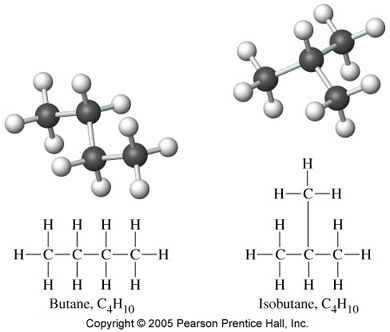 H H H H
H—C—C—C—C—H
H H H H
Butane, C₄H₁₀
H
H—C—H
H H
H—C—C—C—H
H H H
Isobutane, C₄H₁₀
Copyright © 2005 Pearson Prentice Hall, Inc.